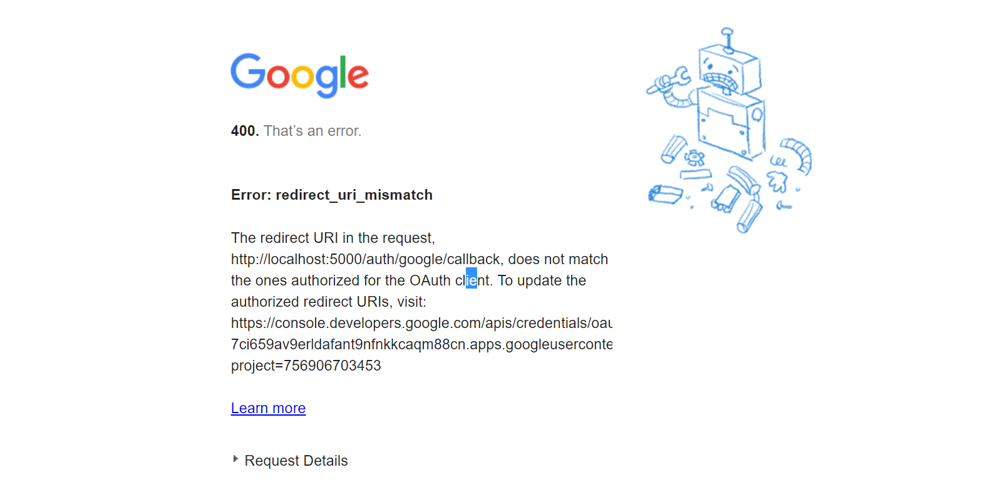 Google
400. That’s an error.
Error: redirect_uri_mismatch
The redirect URI in the request,
http://localhost:5000/auth/google/callback, does not match
the ones authorized for the OAuth client. To update the
authorized redirect URIs, visit:
https://console.developers.google.com/apis/credentials/oau
7ci659av9erldafant9nfnkkcaqm88cn.apps.googleuserconte
project=756906703453
Learn more
Request Details